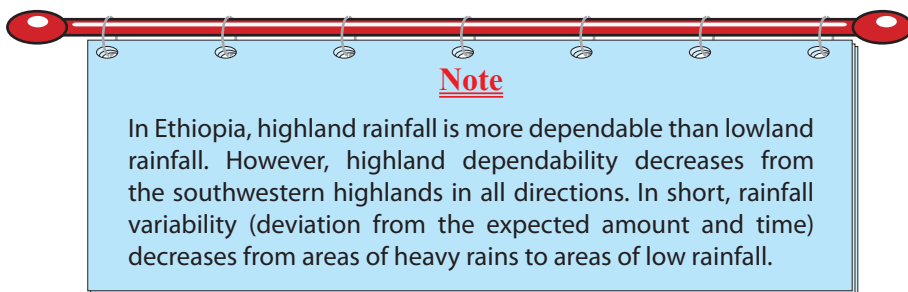 Note
In Ethiopia, highland rainfall is more dependable than lowland
rainfall. However, highland dependability decreases from
the southwestern highlands in all directions. In short, rainfall
variability (deviation from the expected amount and time)
decreases from areas of heavy rains to areas of low rainfall.